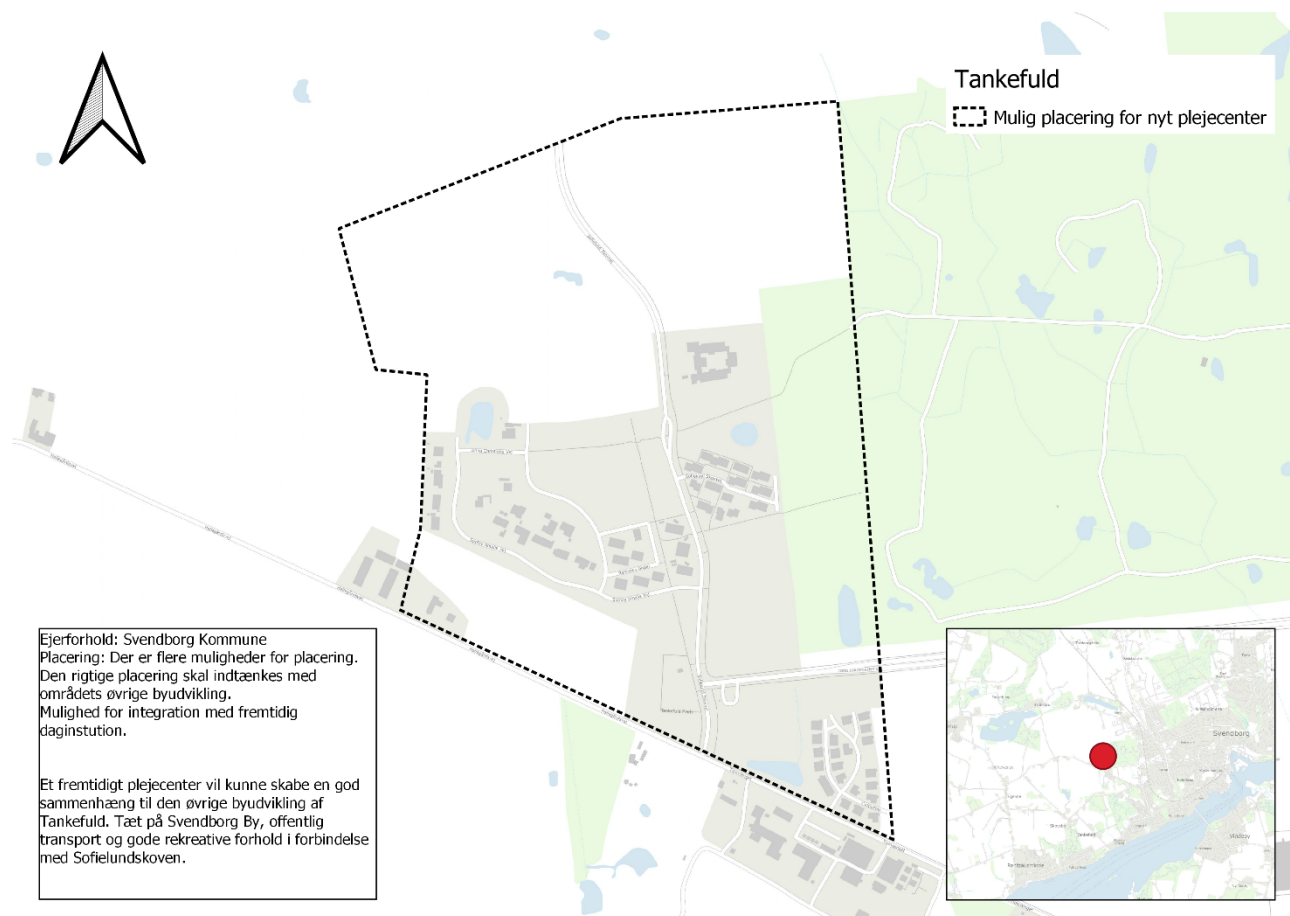 Tankefuld
Mulig placering for nyt plejecenter
Ejerforhold: Svendborg Kommune
Placering: Der er flere muligheder for placering.
Den rigtige placering skal indtænkes med
områdets øvrige byudvikling.
Mulighed for integration med fremtidig
daginstution.
Et fremtidigt plejecenter vil kunne skabe en god
sammenhæng til den øvrige byudvikling af
Tankefuld. Tæt på Svendborg By, offentlig
transport og gode rekreative forhold i forbindelse
med Sofielundskoven.
Svendborg